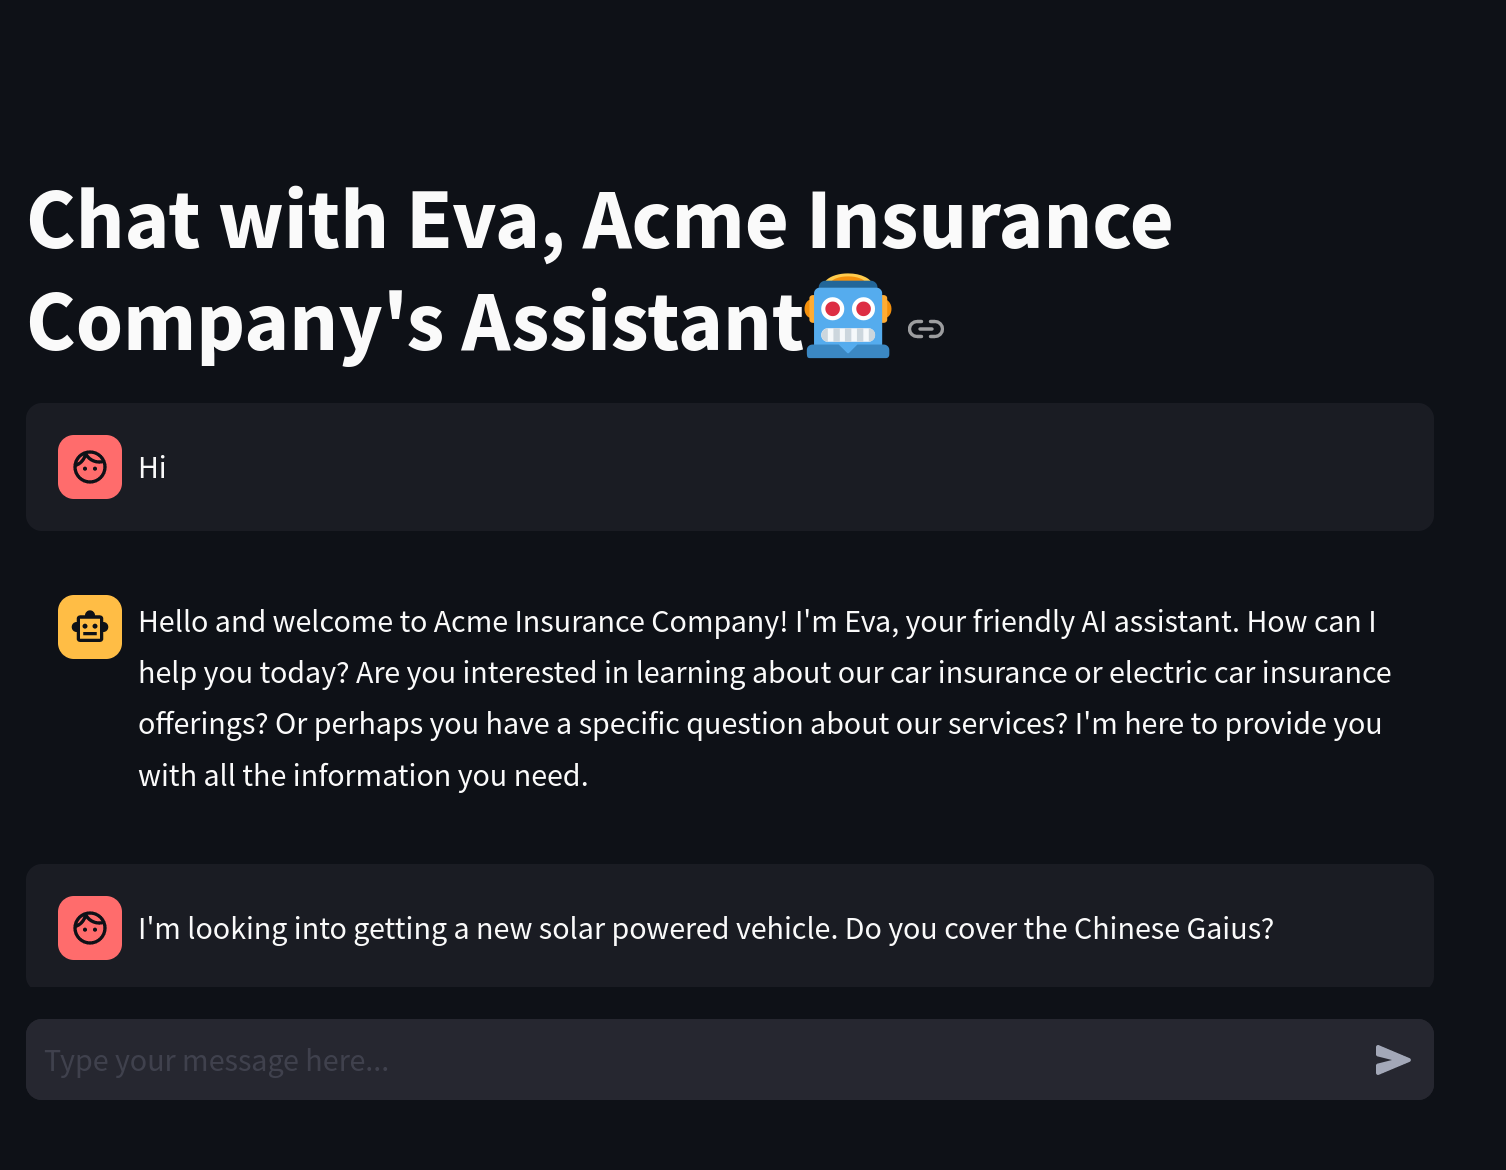 Chat with Eva, Acme Insurance
Company's Assistant
Hi
Hello and welcome to Acme Insurance Company! I'm Eva, your friendly AI assistant. How can I
help you today? Are you interested in learning about our car insurance or electric car insurance
offerings? Or perhaps you have a specific question about our services? I'm here to provide you
with all the information you need.
I'm looking into getting a new solar powered vehicle. Do you cover the Chinese Gaius?
Type your message here...